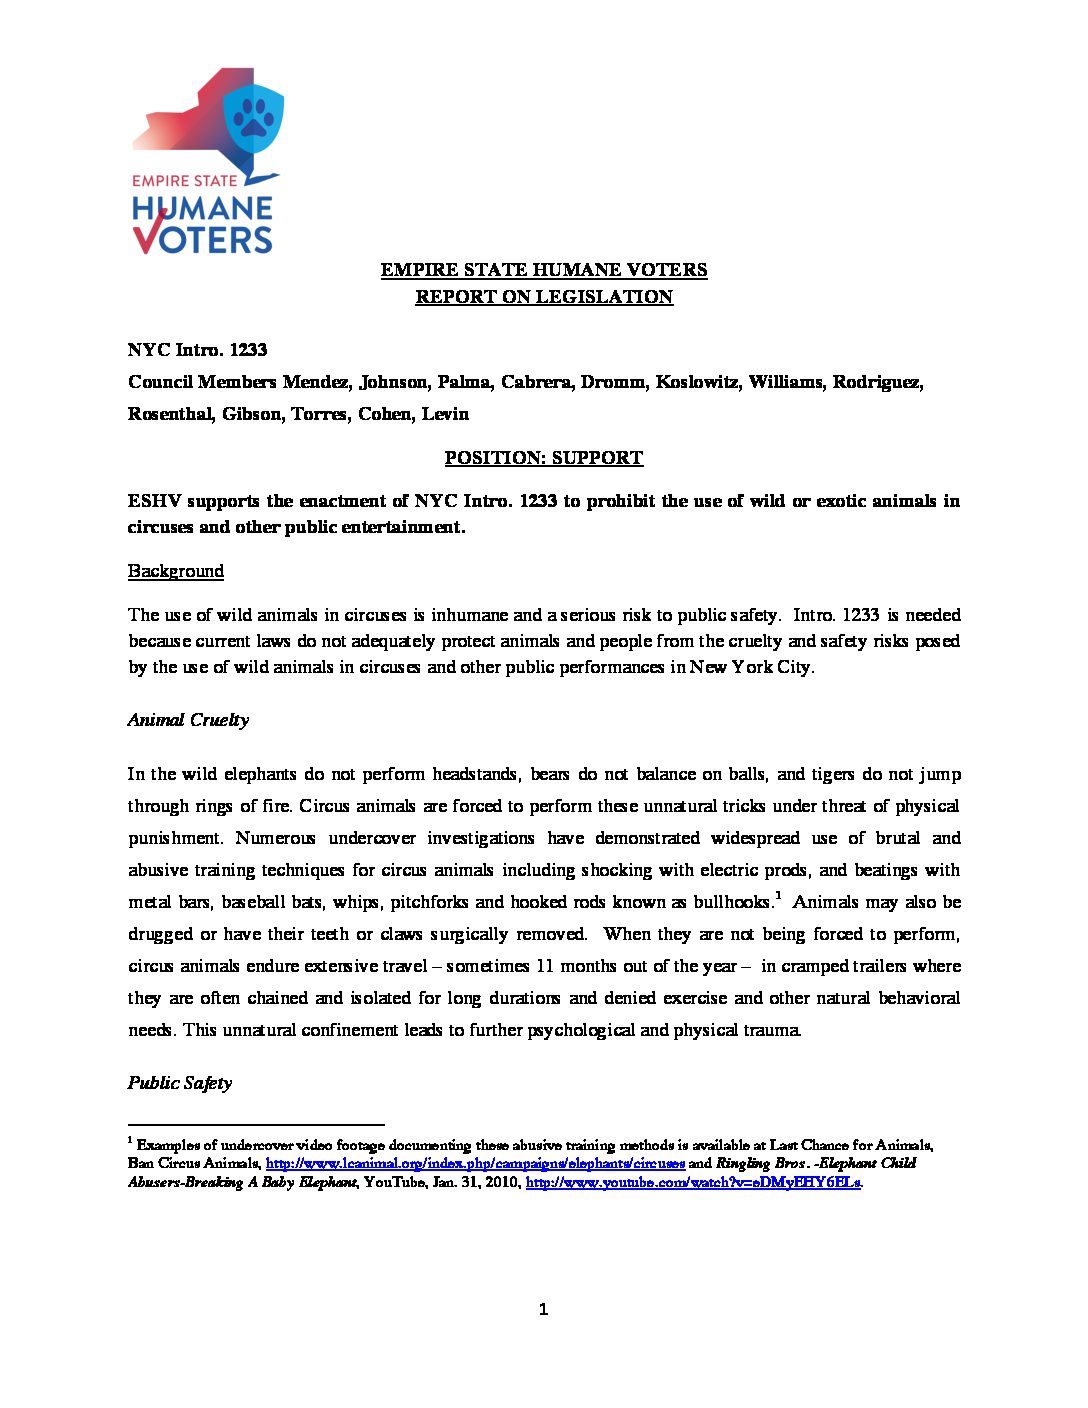 EMPIRE STATE
HUMANE
VOTERS
EMPIRE STATE HUMANE VOTERS
REPORT ON LEGISLATION
NYC Intro. 1233
Council Members Mendez, Johnson, Palma, Cabrera, Dromm, Koslowitz, Williams, Rodriguez,
Rosenthal, Gibson, Torres, Cohen, Levin
POSITION: SUPPORT
ESHV supports the enactment of NYC Intro. 1233 to prohibit the use of wild or exotic animals in
circuses and other public entertainment.
Background
The use of wild animals in circuses is inhumane and a serious risk to public safety.  Intro. 1233 is needed
because current laws do not adequately protect animals and people from the cruelty and safety risks posed
by the use of wild animals in circuses and other public performances in New York City.
Animal Cruelty
In the wild elephants do not perform headstands, bears do not balance on balls, and tigers do not jump
through rings of fire. Circus animals are forced to perform these unnatural tricks under threat of physical
punishment. Numerous undercover investigations have demonstrated widespread use of brutal and
abusive training techniques for circus animals including shocking with electric prods, and beatings with
metal bars, baseball bats, whips, pitchforks and hooked rods known as bullhooks.1  Animals may also be
drugged or have their teeth or claws surgically removed.  When they are not being forced to perform,
circus animals endure extensive travel – sometimes 11 months out of the year –  in cramped trailers where
they are often chained and isolated for long durations and denied exercise and other natural behavioral
needs. This unnatural confinement leads to further psychological and physical trauma.
Public Safety
1 Examples of undercover video footage documenting these abusive training methods is available at Last Chance for Animals,
Ban Circus Animals, http://www.lcanimal.org/index.php/campaigns/elephants/circuses and Ringling Bros. -Elephant Child
Abusers-Breaking A Baby Elephant, YouTube, Jan. 31, 2010, http://www.youtube.com/watch?v=oDMyEHY6ELs.
1